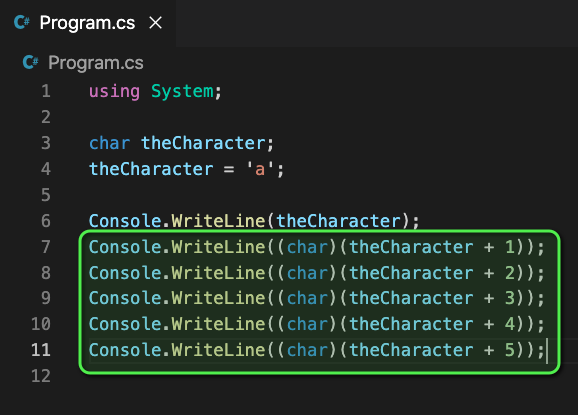 C# Program.cs ×
C# Program.cs
1 using System;
2
3 char theCharacter;
4 theCharacter = 'a';
5
6 Console.WriteLine(theCharacter);
7 Console.WriteLine((char)(theCharacter + 1));
8 Console.WriteLine((char)(theCharacter + 2));
9 Console.WriteLine((char)(theCharacter + 3));
10 Console.WriteLine((char)(theCharacter + 4));
11 Console.WriteLine((char)(theCharacter + 5));
12